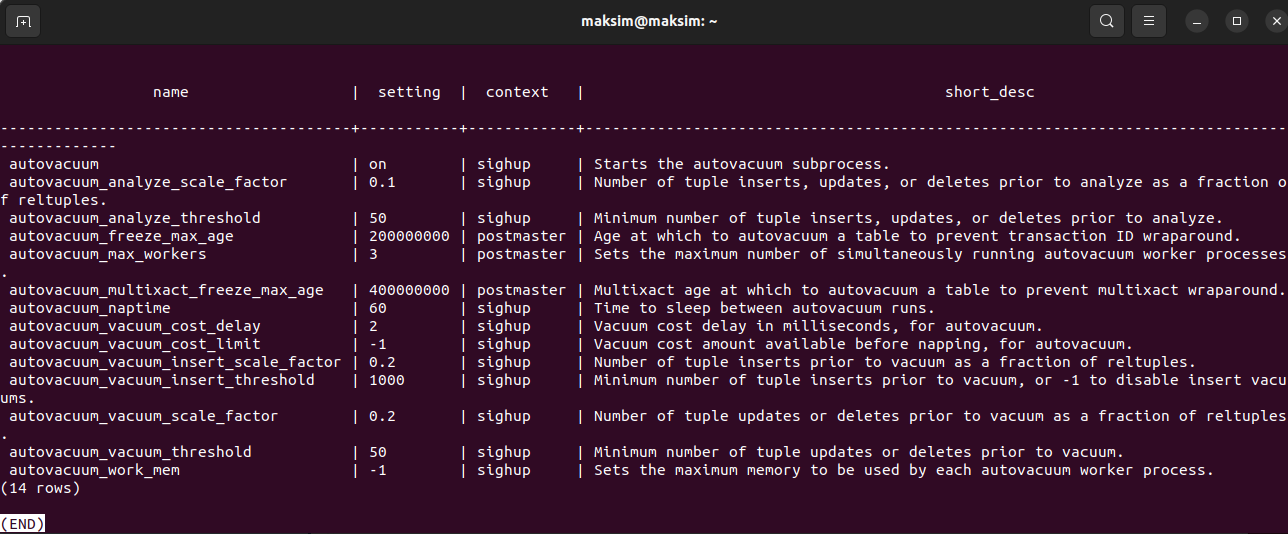 maksim@maksim: ~
                 name                  |  setting  |  context   |                                        short_desc
---------------------------------------+-----------+------------+------------------------------------------------------------------------------
-------------
 autovacuum                            | on        | sighup     | Starts the autovacuum subprocess.
 autovacuum_analyze_scale_factor       | 0.1       | sighup     | Number of tuple inserts, updates, or deletes prior to analyze as a fraction o
f reltuples.
 autovacuum_analyze_threshold          | 50        | sighup     | Minimum number of tuple inserts, updates, or deletes prior to analyze.
 autovacuum_freeze_max_age             | 200000000 | postmaster | Age at which to autovacuum a table to prevent transaction ID wraparound.
 autovacuum_max_workers                | 3         | postmaster | Sets the maximum number of simultaneously running autovacuum worker processes
.
 autovacuum_multixact_freeze_max_age   | 400000000 | postmaster | Multixact age at which to autovacuum a table to prevent multixact wraparound.
 autovacuum_naptime                    | 60        | sighup     | Time to sleep between autovacuum runs.
 autovacuum_vacuum_cost_delay          | 2         | sighup     | Vacuum cost delay in milliseconds, for autovacuum.
 autovacuum_vacuum_cost_limit          | -1        | sighup     | Vacuum cost amount available before napping, for autovacuum.
 autovacuum_vacuum_insert_scale_factor | 0.2       | sighup     | Number of tuple inserts prior to vacuum as a fraction of reltuples.
 autovacuum_vacuum_insert_threshold    | 1000      | sighup     | Minimum number of tuple inserts prior to vacuum, or -1 to disable insert vacu
ums.
 autovacuum_vacuum_scale_factor        | 0.2       | sighup     | Number of tuple updates or deletes prior to vacuum as a fraction of reltuples
.
 autovacuum_vacuum_threshold           | 50        | sighup     | Minimum number of tuple updates or deletes prior to vacuum.
 autovacuum_work_mem                   | -1        | sighup     | Sets the maximum memory to be used by each autovacuum worker process.
(14 rows)
(END)